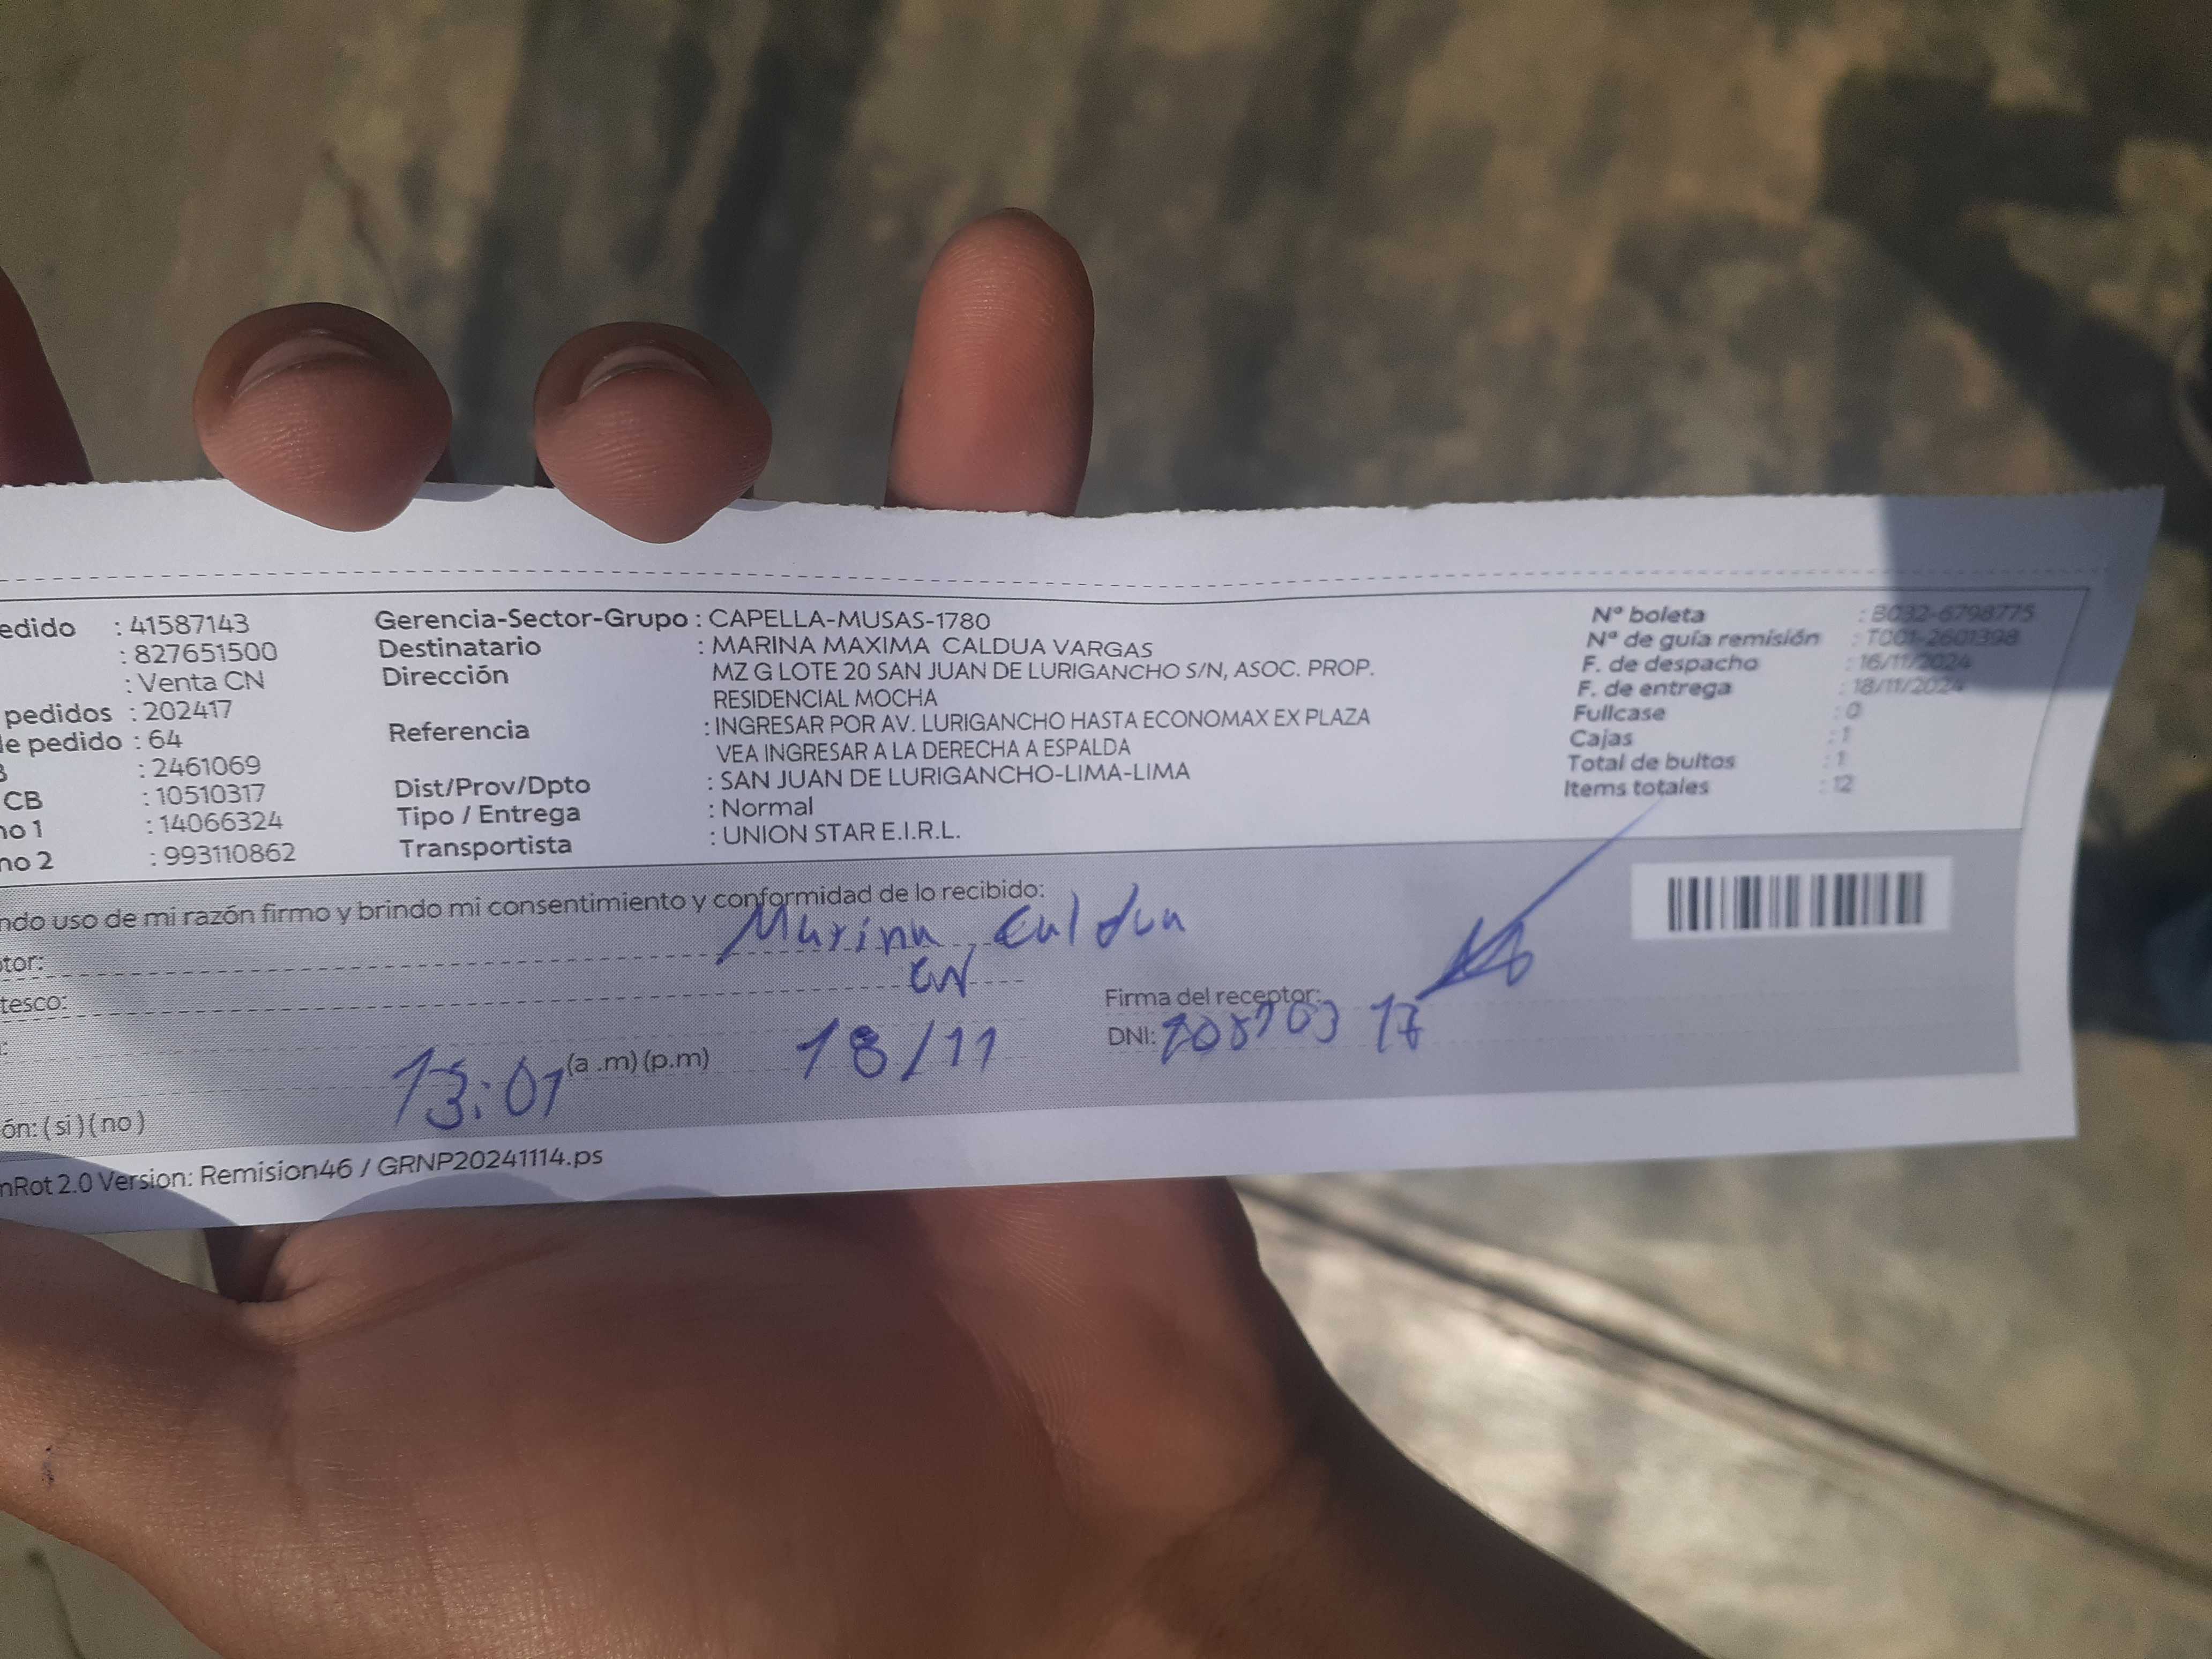 edido : 41587143
: 827651500
: Venta CN
pedidos : 202417
de pedido : 64
: 2461069
CB : 10510317
no 1 : 14066324
no 2 : 993110862
Gerencia-Sector-Grupo : CAPELLA-MUSAS-1780
Destinatario : MARINA MAXIMA CALDUA VARGAS
Dirección MZ G LOTE 20 SAN JUAN DE LURIGANCHO S/N, ASOC. PROP.
RESIDENCIAL MOCHA
Referencia : INGRESAR POR AV. LURIGANCHO HASTA ECONOMAX EX PLAZA
VEA INGRESAR A LA DERECHA A ESPALDA
Dist/Prov/Dpto : SAN JUAN DE LURIGANCHO-LIMA-LIMA
Tipo / Entrega : Normal
Transportista : UNION STAR E.I.R.L.
Nº boleta : B032-6798775
Nº de guía remisión : T001-2601398
F. de despacho : 16/11/2024
F. de entrega : 18/11/2024
Fullcase : 0
Cajas : 1
Total de bultos : 1
Items totales : 12
ndo uso de mi razón firmo y brindo mi consentimiento y conformidad de lo recibido:
tor: Marina Caldua
tesco:
Firma del receptor:
13:01 (a .m) (p.m) 18/11 DNI:
ón: ( si ) ( no )
mRot 2.0 Version: Remision46 / GRNP20241114.ps